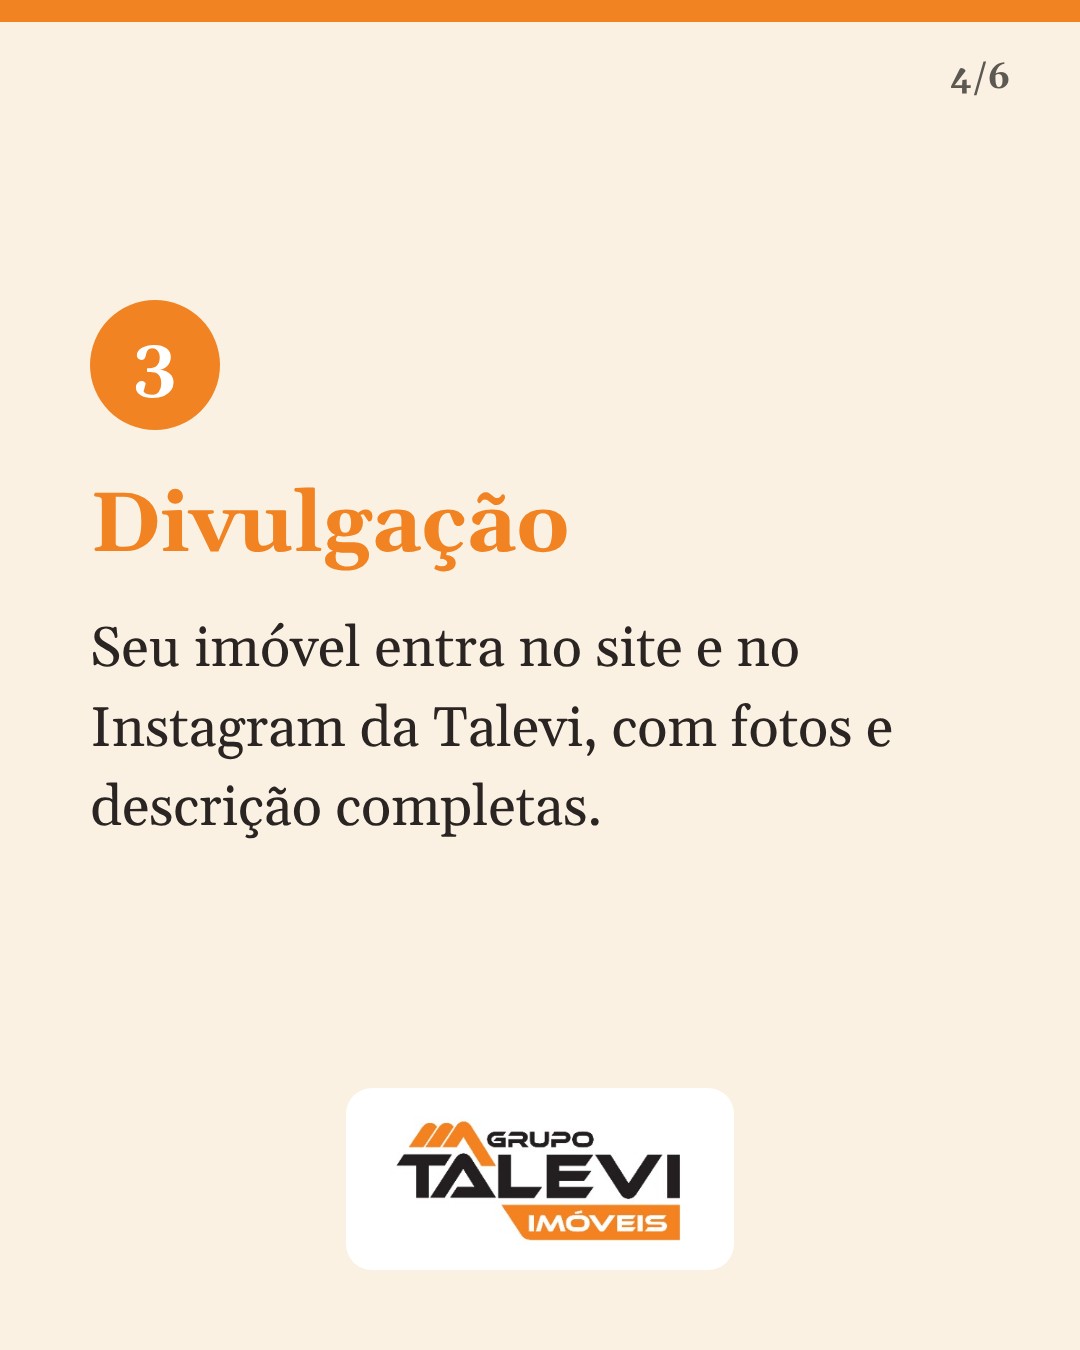 4/6
3
Divulgação
Seu imóvel entra no site e no
Instagram da Talevi, com fotos e
descrição completas.
GRUPO
TALEVI
IMÓVEIS